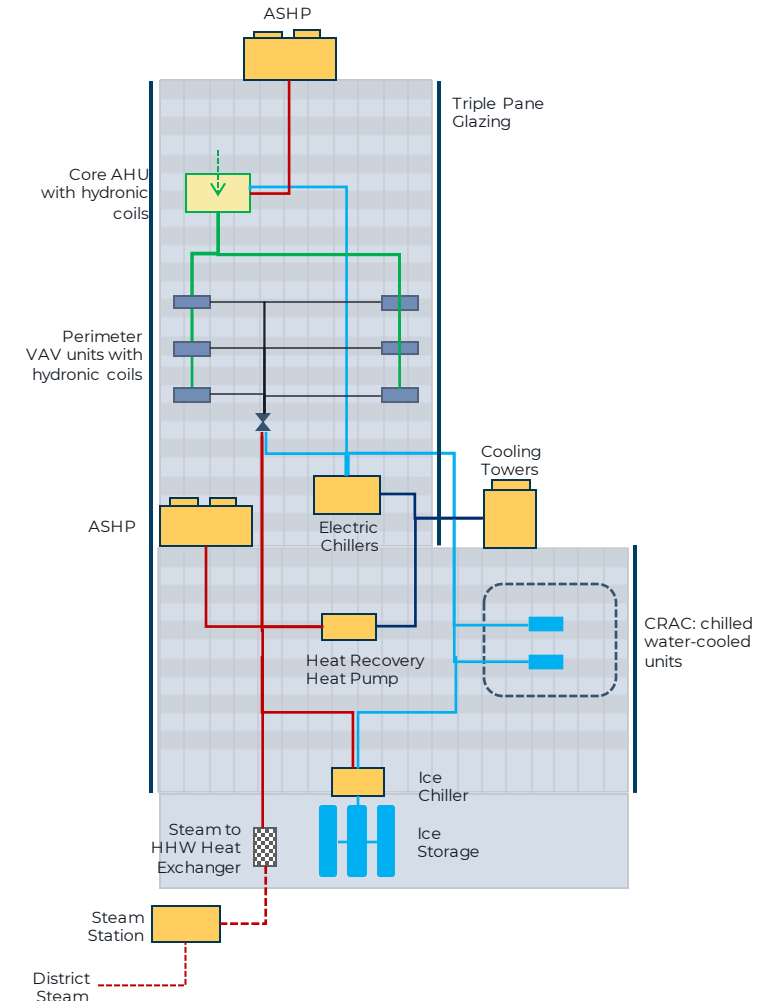 ASHP
Triple Pane
Glazing
Core AHU
with hydronic
coils
Perimeter
VAV units with
hydronic coils
Cooling
Towers
ASHP
Electric
Chillers
CRAC: chilled
water-cooled
units
Heat Recovery
Heat Pump
Ice
Chiller
Steam to
HHW Heat
Exchanger
Ice
Storage
Steam
Station
District
Steam